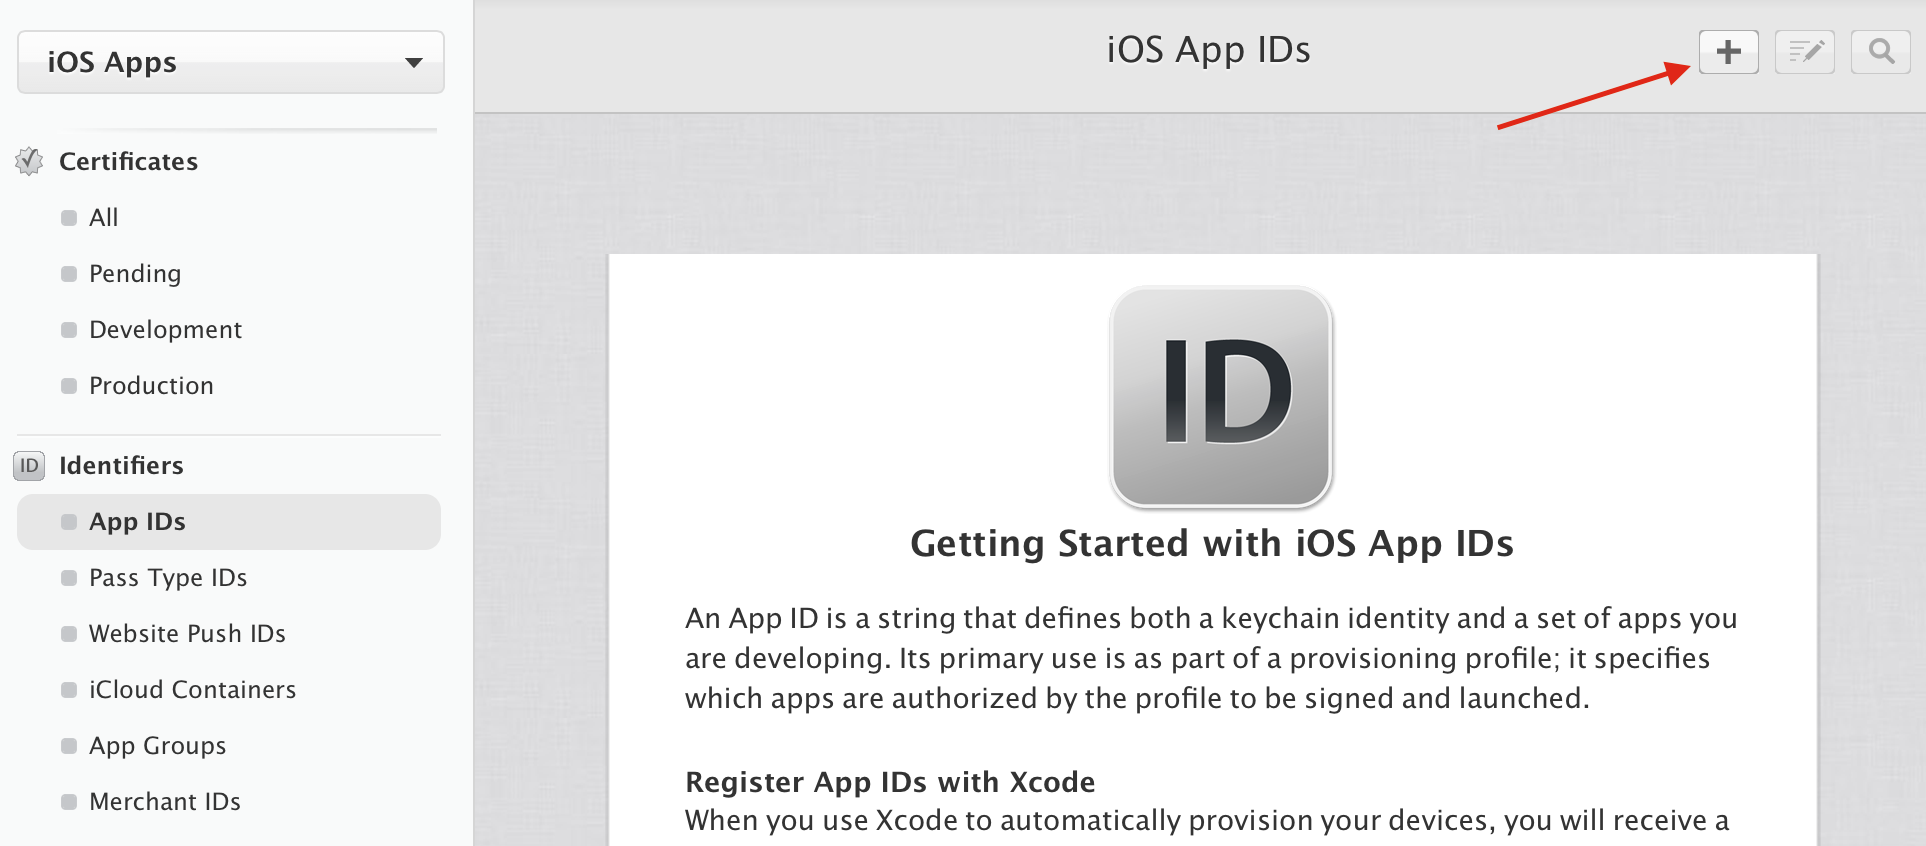 iOS Apps
Certificates
All
Pending
Development
Production
ID Identifiers
App IDs
Pass Type IDs
Website Push IDs
iCloud Containers
App Groups
Merchant IDs
iOS App IDs
ID
Getting Started with iOS App IDs
An App ID is a string that defines both a keychain identity and a set of apps you
are developing. Its primary use is as part of a provisioning profile; it specifies
which apps are authorized by the profile to be signed and launched.
Register App IDs with Xcode
When you use Xcode to automatically provision your devices, you will receive a